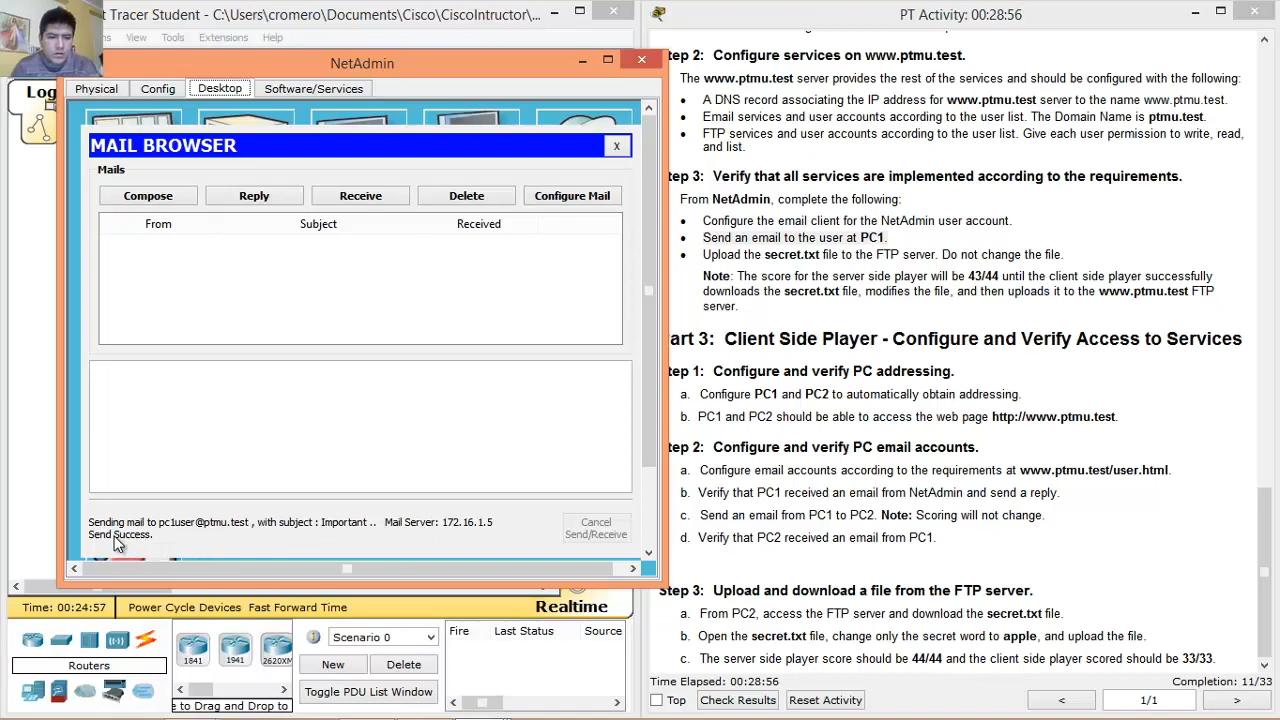 t Tracer Student - C:\Users\cromero\Documents\Cisco\CiscoIntructor\
View Tools Extensions Help
Log
NetAdmin
Physical Config Desktop Software/Services
MAIL BROWSER
X
Mails
Compose Reply Receive Delete Configure Mail
From Subject Received
Sending mail to pc1user@ptmu.test , with subject : Important .. Mail Server: 172.16.1.5
Send Success.
Cancel
Send/Receive
Time: 00:24:57 Power Cycle Devices Fast Forward Time Realtime
Routers
1841 1941 2620XM
e to Drag and Drop to
Scenario 0
New Delete
Toggle PDU List Window
Fire Last Status Source
PT Activity: 00:28:56
tep 2: Configure services on www.ptmu.test.
The www.ptmu.test server provides the rest of the services and should be configured with the following:
• A DNS record associating the IP address for www.ptmu.test server to the name www.ptmu.test.
• Email services and user accounts according to the user list. The Domain Name is ptmu.test.
• FTP services and user accounts according to the user list. Give each user permission to write, read,
and list.
tep 3: Verify that all services are implemented according to the requirements.
From NetAdmin, complete the following:
• Configure the email client for the NetAdmin user account.
• Send an email to the user at PC1.
• Upload the secret.txt file to the FTP server. Do not change the file.
Note: The score for the server side player will be 43/44 until the client side player successfully
downloads the secret.txt file, modifies the file, and then uploads it to the www.ptmu.test FTP
server.
art 3: Client Side Player - Configure and Verify Access to Services
tep 1: Configure and verify PC addressing.
a. Configure PC1 and PC2 to automatically obtain addressing.
b. PC1 and PC2 should be able to access the web page http://www.ptmu.test.
tep 2: Configure and verify PC email accounts.
a. Configure email accounts according to the requirements at www.ptmu.test/user.html.
b. Verify that PC1 received an email from NetAdmin and send a reply.
c. Send an email from PC1 to PC2. Note: Scoring will not change.
d. Verify that PC2 received an email from PC1.
tep 3: Upload and download a file from the FTP server.
a. From PC2, access the FTP server and download the secret.txt file.
b. Open the secret.txt file, change only the secret word to apple, and upload the file.
c. The server side player score should be 44/44 and the client side player scored should be 33/33.
Time Elapsed: 00:28:56 Completion: 11/33
Top Check Results Reset Activity < 1/1 >